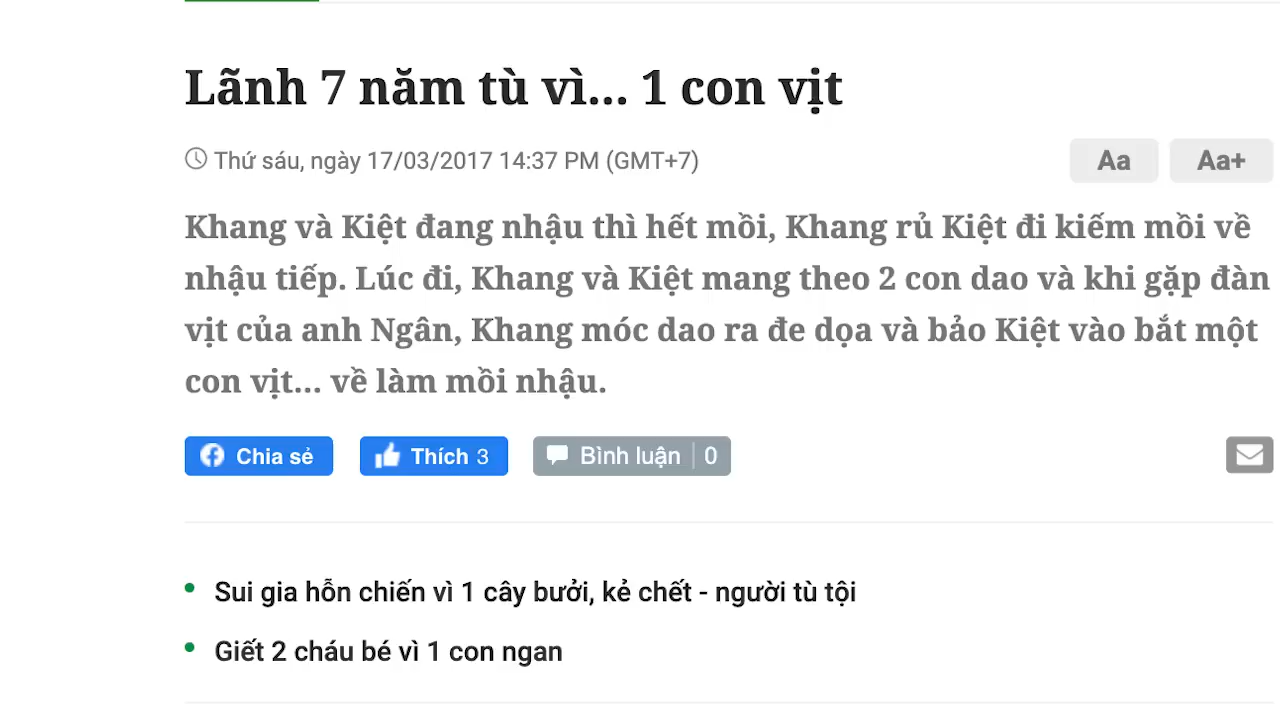 Lãnh 7 năm tù vì... 1 con vịt
Thứ sáu, ngày 17/03/2017 14:37 PM (GMT+7)
Aa
Aa+
Khang và Kiệt đang nhậu thì hết mồi, Khang rủ Kiệt đi kiếm mồi về
nhậu tiếp. Lúc đi, Khang và Kiệt mang theo 2 con dao và khi gặp đàn
vịt của anh Ngân, Khang móc dao ra đe dọa và bảo Kiệt vào bắt một
con vịt... về làm mồi nhậu.
Chia sẻ
Thích 3
Bình luận 0
Sui gia hỗn chiến vì 1 cây bưởi, kẻ chết - người tù tội
Giết 2 cháu bé vì 1 con ngan